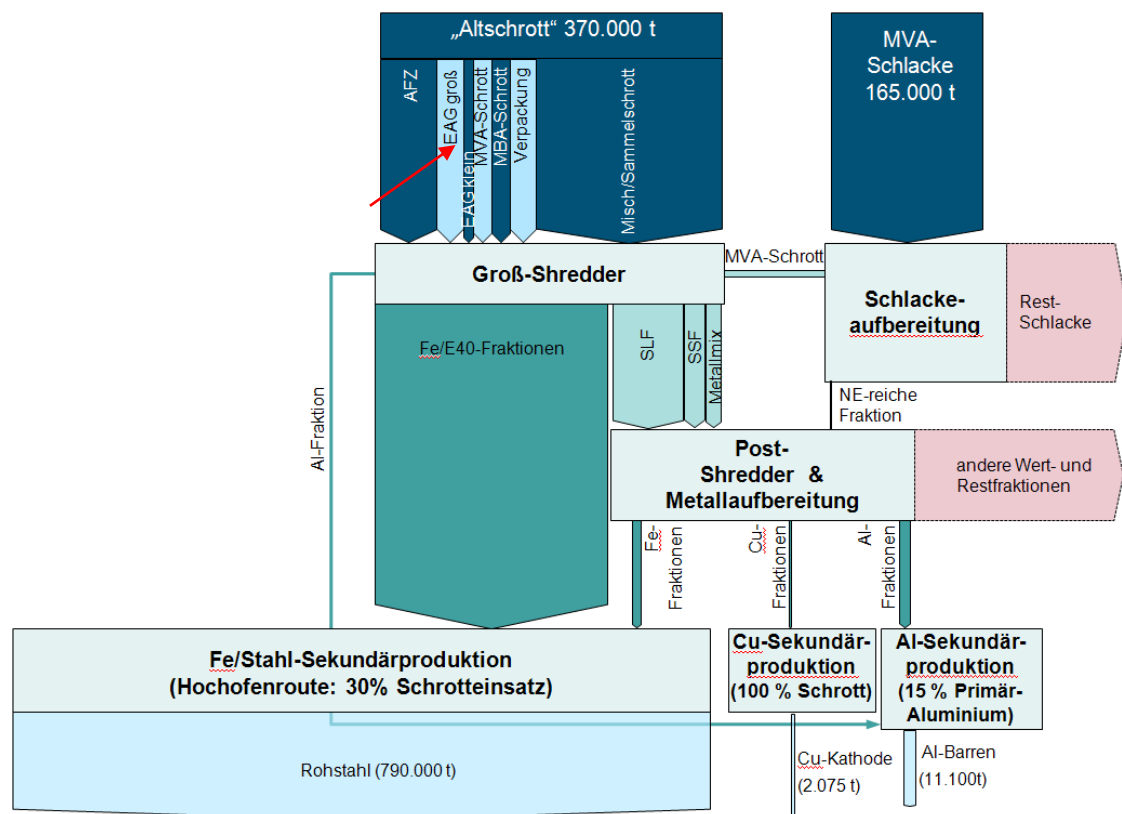 „Altschrott“ 370.000 t
MVA-
Schlacke
165.000 t
AFZ
EAG groß
EAG klein
MVA-Schrott
MBA-Schrott
Verpackung
Misch/Sammelschrott
Groß-Shredder
MVA-Schrott
Schlacke-
aufbereitung
Rest-
Schlacke
Fe/E40-Fraktionen
SLF
SSF
Metallmix
NE-reiche
Fraktion
Al-Fraktion
Post-
Shredder &
Metallaufbereitung
andere Wert- und
Restfraktionen
Fe-
Fraktionen
Cu-
Fraktionen
Al-
Fraktionen
Fe/Stahl-Sekundärproduktion
(Hochofenroute: 30% Schrotteinsatz)
Cu-Sekundär-
produktion
(100 % Schrott)
Al-Sekundär-
produktion
(15 % Primär-
Aluminium)
Rohstahl (790.000 t)
Cu-Kathode
(2.075 t)
Al-Barren
(11.100t)